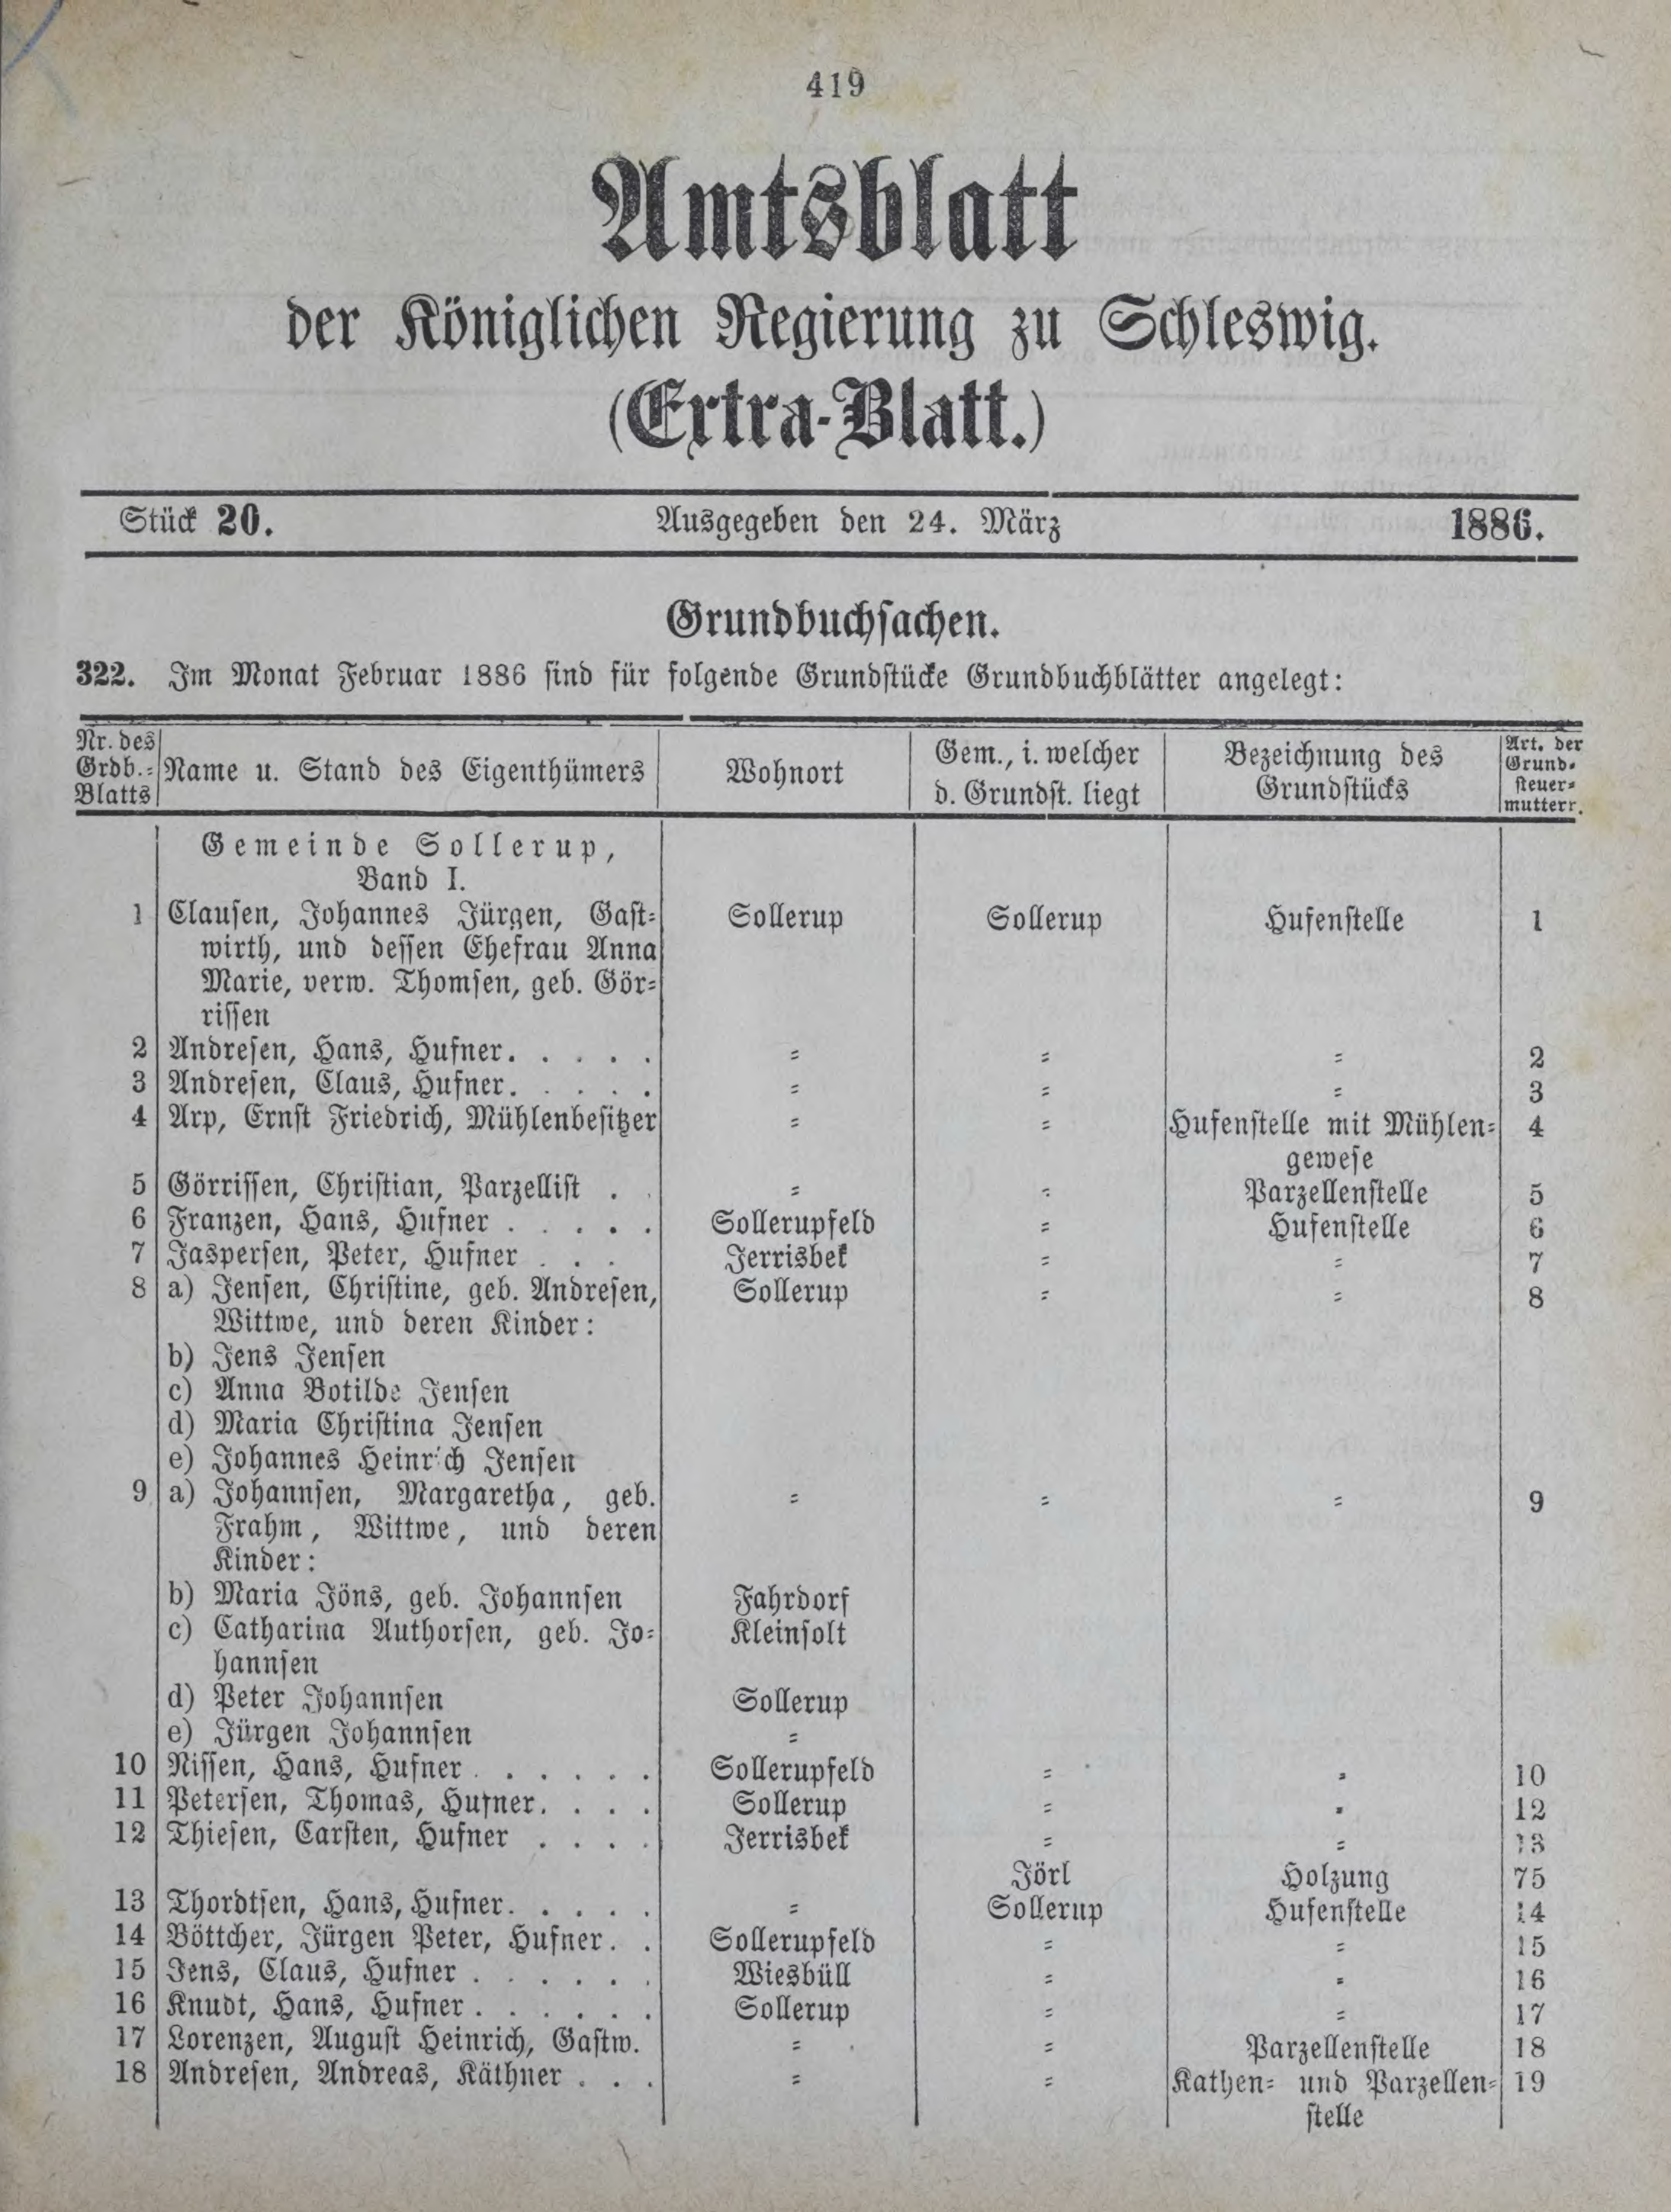 419
Amtsblatt
der Königlichen Regierung zu Schleswig.
(Extra-Blatt.)
Stück 20. Ausgegeben den 24. März 1886.
Grundbuchsachen.
322. Im Monat Februar 1886 sind für folgende Grundstücke Grundbuchblätter angelegt:
Nr. des Grdb.-Blatts | Name u. Stand des Eigenthümers | Wohnort | Gem., i. welcher d. Grundst. liegt | Bezeichnung des Grundstücks | Art. der Grundsteuermutterr.
Gemeinde Sollerup,
Band I.
1 Clausen, Johannes Jürgen, Gast- Sollerup Sollerup Hufenstelle 1
wirth, und dessen Ehefrau Anna
Marie, verw. Thomsen, geb. Gör-
rissen
2 Andresen, Hans, Hufner. . . . . = = = 2
3 Andresen, Claus, Hufner. . . . . = = = 3
4 Arp, Ernst Friedrich, Mühlenbesitzer = = Hufenstelle mit Mühlen- 4
gewese
5 Görrissen, Christian, Parzellist . . = = Parzellenstelle 5
6 Franzen, Hans, Hufner . . . . . Sollerupfeld = Hufenstelle 6
7 Jaspersen, Peter, Hufner . . . Jerrisbek = = 7
8 a) Jensen, Christine, geb. Andresen, Sollerup = = 8
Wittwe, und deren Kinder:
b) Jens Jensen
c) Anna Botilde Jensen
d) Maria Christina Jensen
e) Johannes Heinrich Jensen
9 a) Johannsen, Margaretha, geb. = = = 9
Frahm, Wittwe, und deren
Kinder:
b) Maria Jöns, geb. Johannsen Fahrdorf
c) Catharina Authorsen, geb. Jo- Kleinsolt
hannsen
d) Peter Johannsen Sollerup
e) Jürgen Johannsen =
10 Nissen, Hans, Hufner . . . . . . Sollerupfeld = = 10
11 Petersen, Thomas, Hufner. . . . Sollerup = = 12
12 Thiesen, Carsten, Hufner . . . . Jerrisbek = = 13
Jörl Holzung 75
13 Thordtsen, Hans, Hufner. . . . . = Sollerup Hufenstelle 14
14 Böttcher, Jürgen Peter, Hufner. . Sollerupfeld = = 15
15 Jens, Claus, Hufner . . . . . . Wiesbüll = = 16
16 Knudt, Hans, Hufner . . . . . . Sollerup = = 17
17 Lorenzen, August Heinrich, Gastw. = = Parzellenstelle 18
18 Andresen, Andreas, Käthner . . . = = Kathen- und Parzellen- 19
stelle